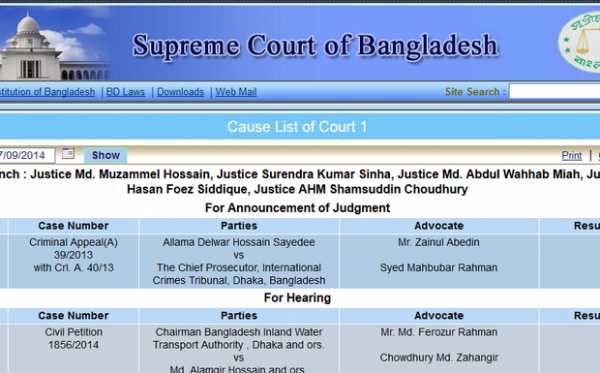 Supreme Court of Bangladesh
stitution of Bangladesh | BD Laws | Downloads | Web Mail
Site Search :
Cause List of Court 1
7/09/2014 Show Print |
nch : Justice Md. Muzammel Hossain, Justice Surendra Kumar Sinha, Justice Md. Abdul Wahhab Miah, Ju
Hasan Foez Siddique, Justice AHM Shamsuddin Choudhury
For Announcement of Judgment
Case Number Parties Advocate Resu
Criminal Appeal(A)
39/2013
with Crl. A. 40/13
Allama Delwar Hossain Sayedee
vs
The Chief Prosecutor, International
Crimes Tribunal, Dhaka, Bangladesh
Mr. Zainul Abedin
Syed Mahbubar Rahman
For Hearing
Case Number Parties Advocate Resu
Civil Petition
1856/2014
Chairman Bangladesh Inland Water
Transport Authority , Dhaka and ors.
vs
Md. Alamgir Hossain and ors
Mr. Md. Ferozur Rahman
Chowdhury Md. Zahangir